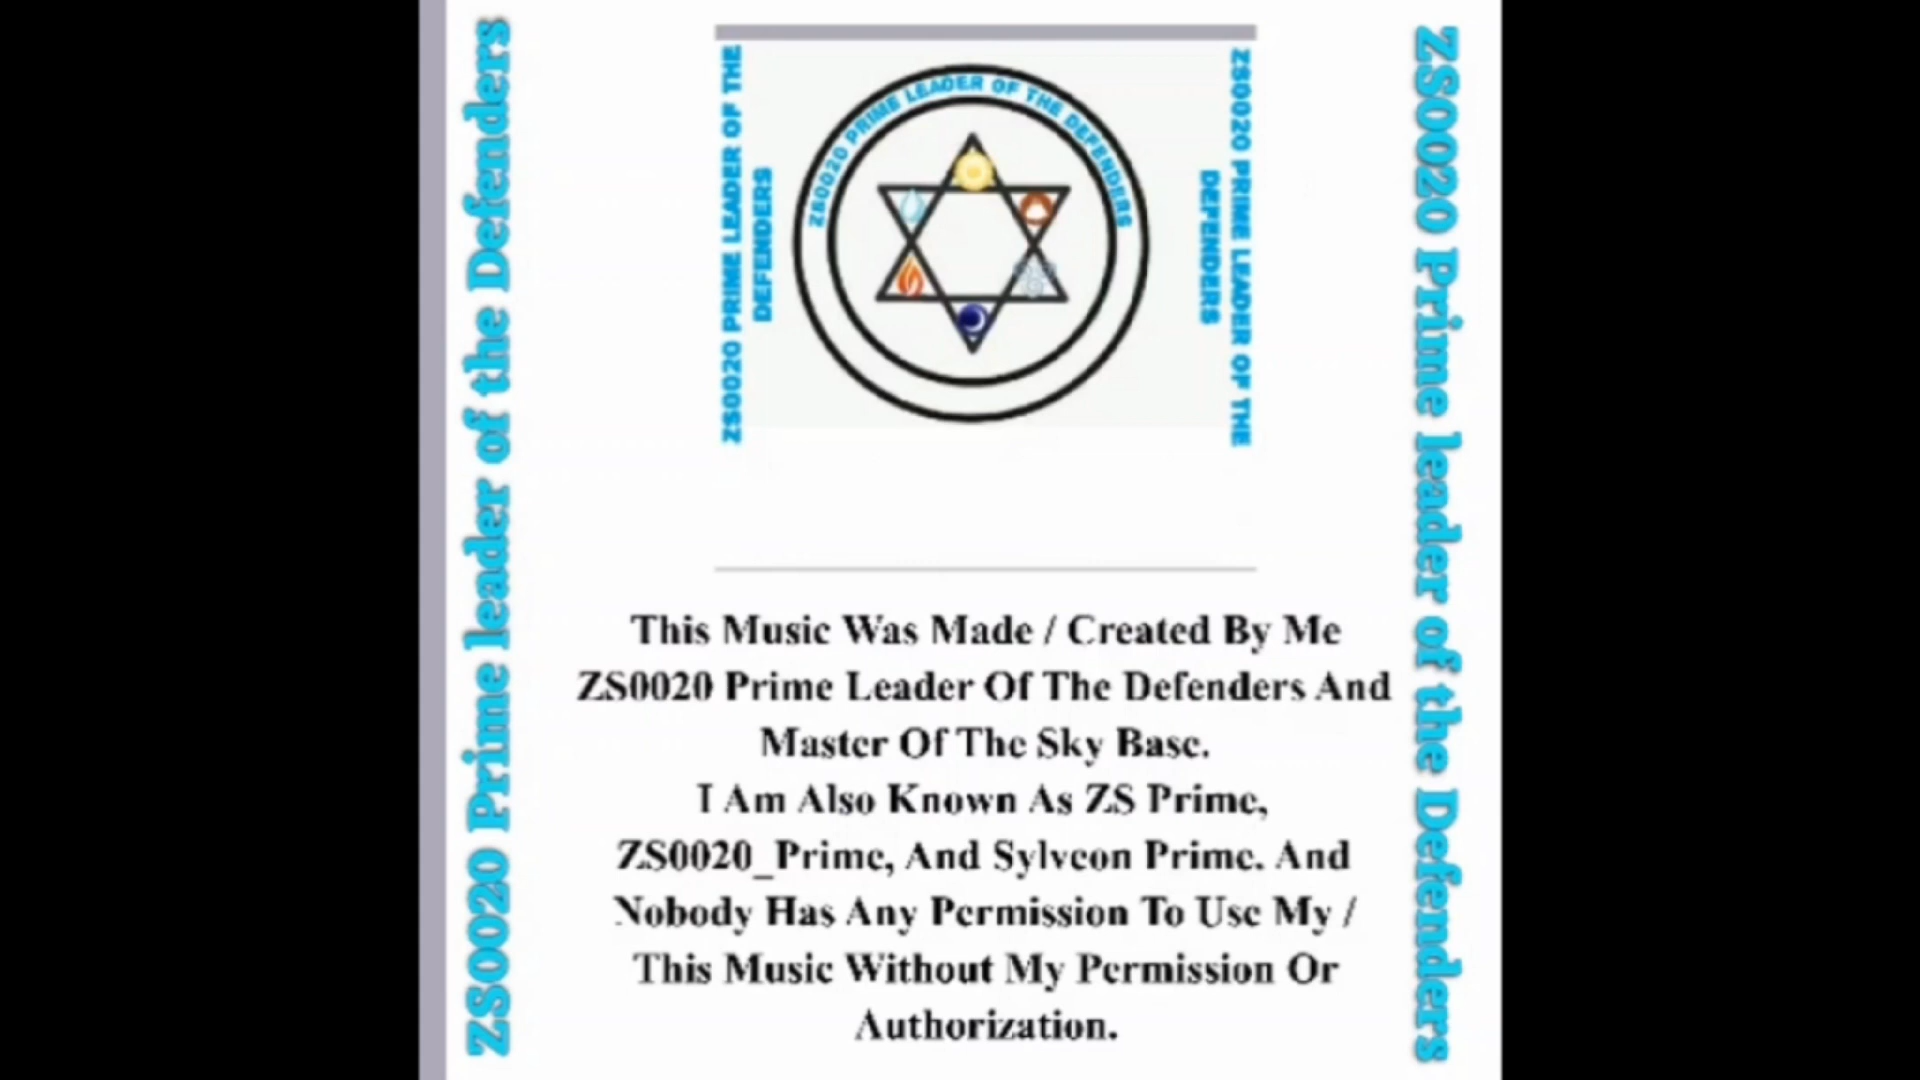 ZS0020 Prime leader of the Defenders
ZS0020 PRIME LEADER OF THE
DEFENDERS
ZS0020 PRIME LEADER OF THE DEFENDERS
ZS0020 PRIME LEADER OF THE
DEFENDERS
ZS0020 Prime leader of the Defenders
This Music Was Made / Created By Me
ZS0020 Prime Leader Of The Defenders And
Master Of The Sky Base.
I Am Also Known As ZS Prime,
ZS0020_Prime, And Sylveon Prime. And
Nobody Has Any Permission To Use My /
This Music Without My Permission Or
Authorization.